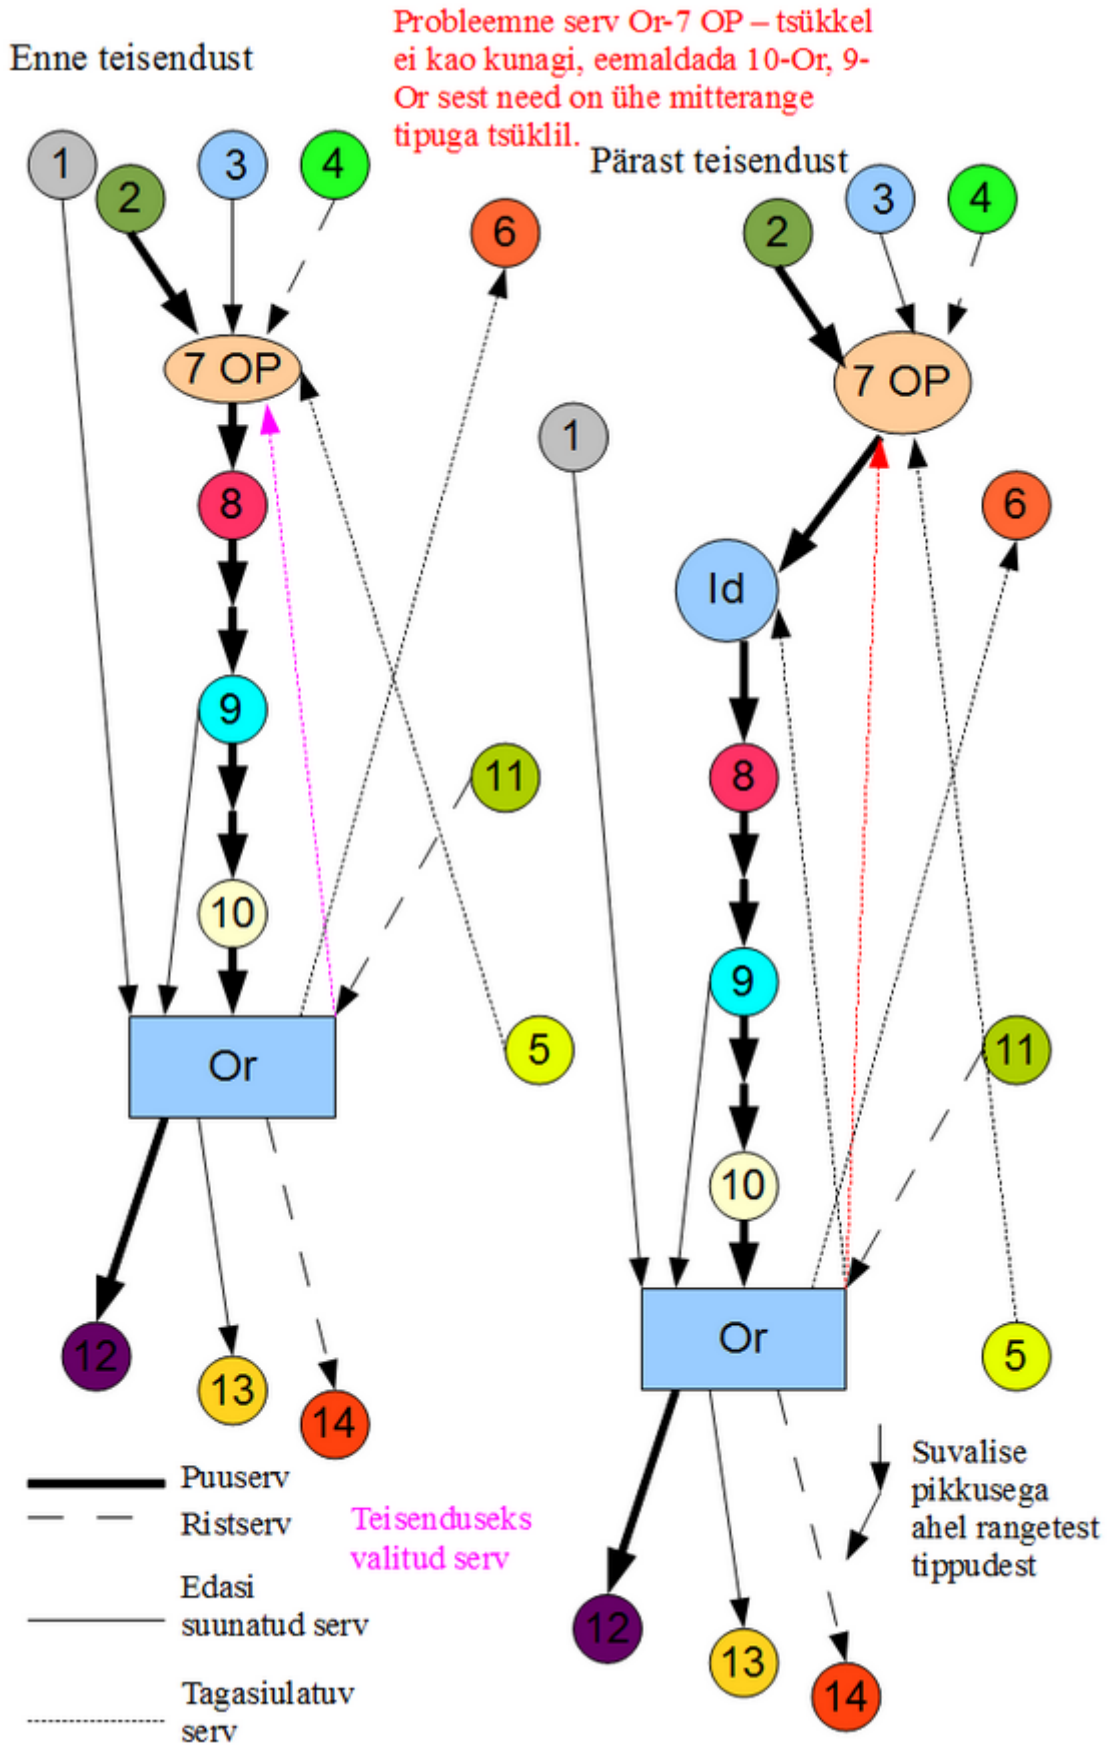 Probleemne serv Or-7 OP – tsükkel
ei kao kunagi, eemaldada 10-Or, 9-
Or sest need on ühe mitterange
tipuga tsüklil.
Enne teisendust
1
2
3
4
6
7 OP
8
9
11
10
5
Or
12
13
14
Pärast teisendust
2
3
4
7 OP
1
6
Id
8
9
11
10
Or
5
12
13
14
Puuserv
Ristserv
Edasi
suunatud serv
Tagasiulatuv
serv
Teisenduseks
valitud serv
Suvalise
pikkusega
ahel rangetest
tippudest